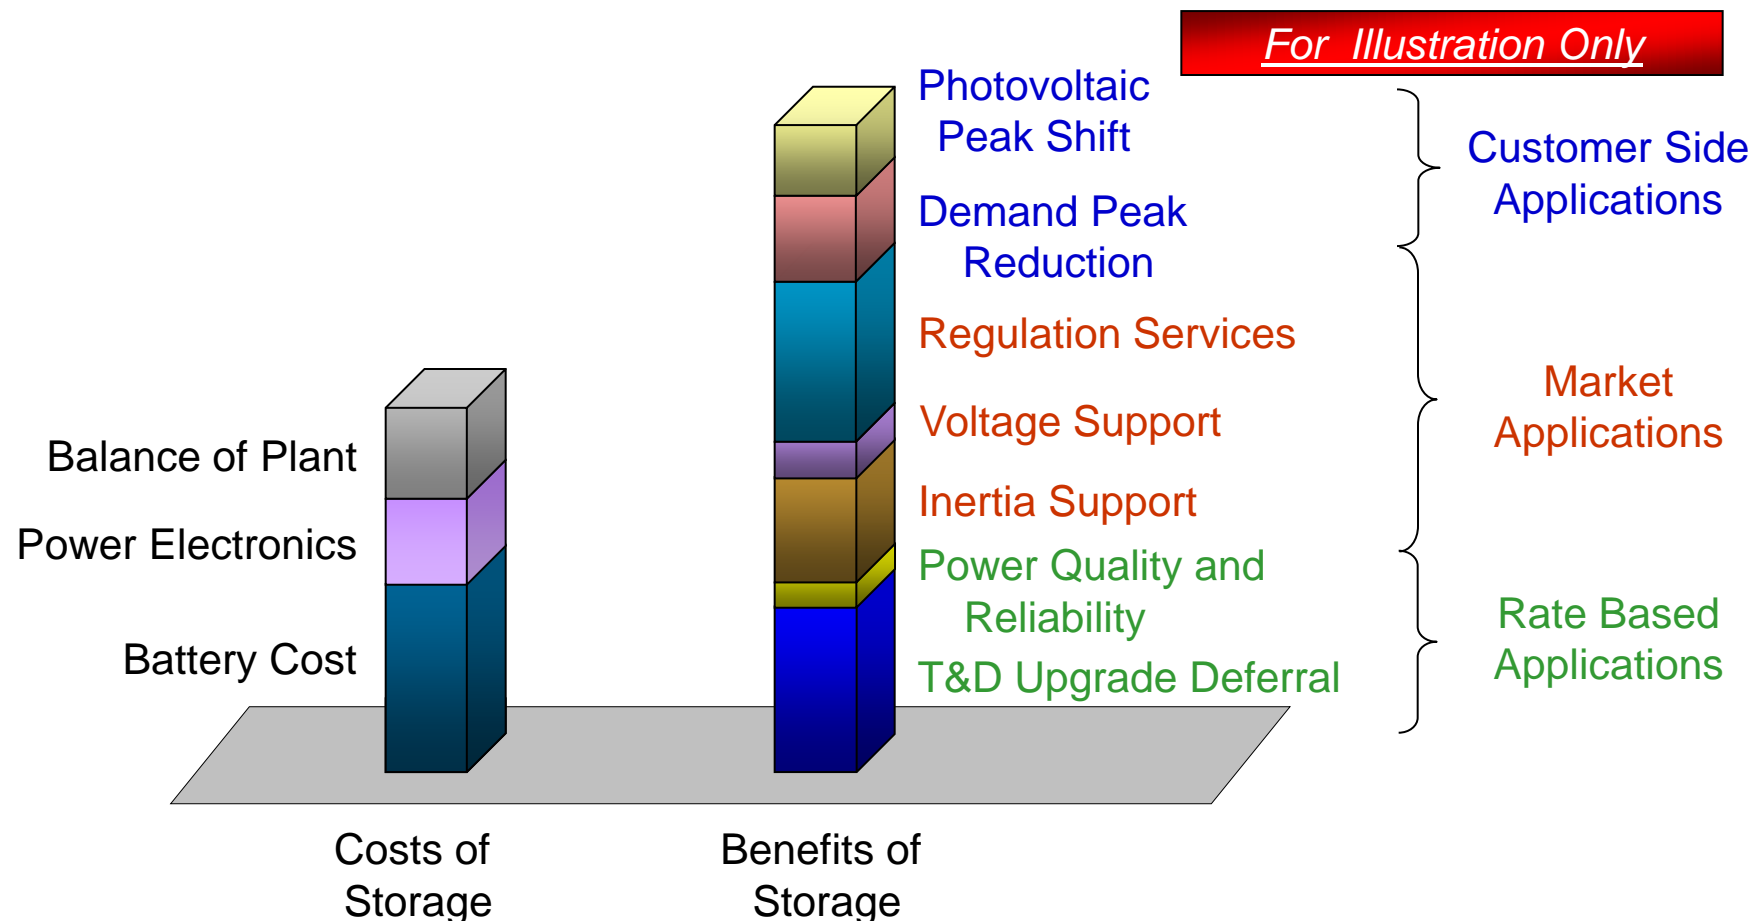 For Illustration Only
Photovoltaic
Peak Shift
Demand Peak
Reduction
Regulation Services
Voltage Support
Inertia Support
Power Quality and
Reliability
T&D Upgrade Deferral
Customer Side
Applications
Market
Applications
Rate Based
Applications
Balance of Plant
Power Electronics
Battery Cost
Costs of
Storage
Benefits of
Storage